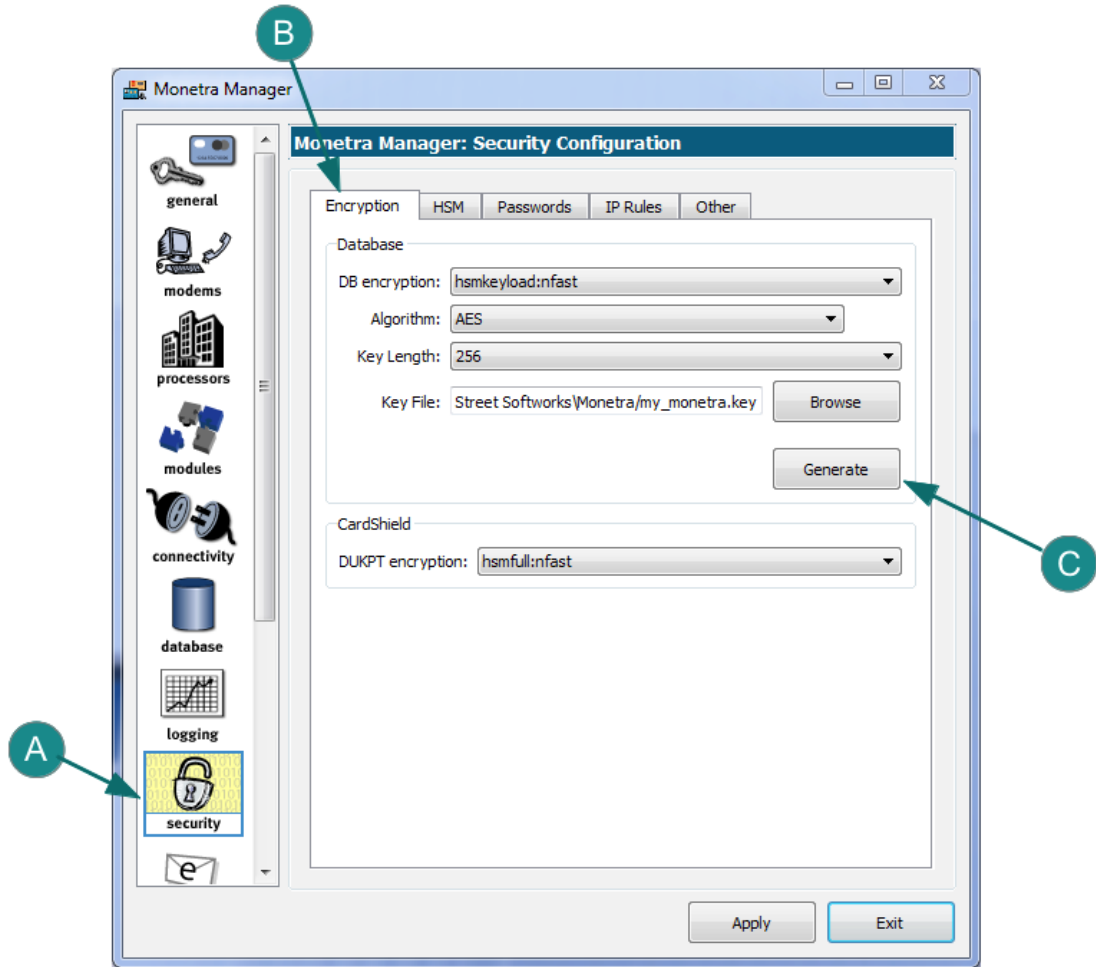 B
Monetra Manager
Monetra Manager: Security Configuration
general
modems
processors
modules
connectivity
database
logging
A
security
e
Encryption HSM Passwords IP Rules Other
Database
DB encryption: hsmkeyload:nfast
Algorithm: AES
Key Length: 256
Key File: Street Softworks\Monetra/my_monetra.key Browse
Generate
C
CardShield
DUKPT encryption: hsmfull:nfast
Apply Exit